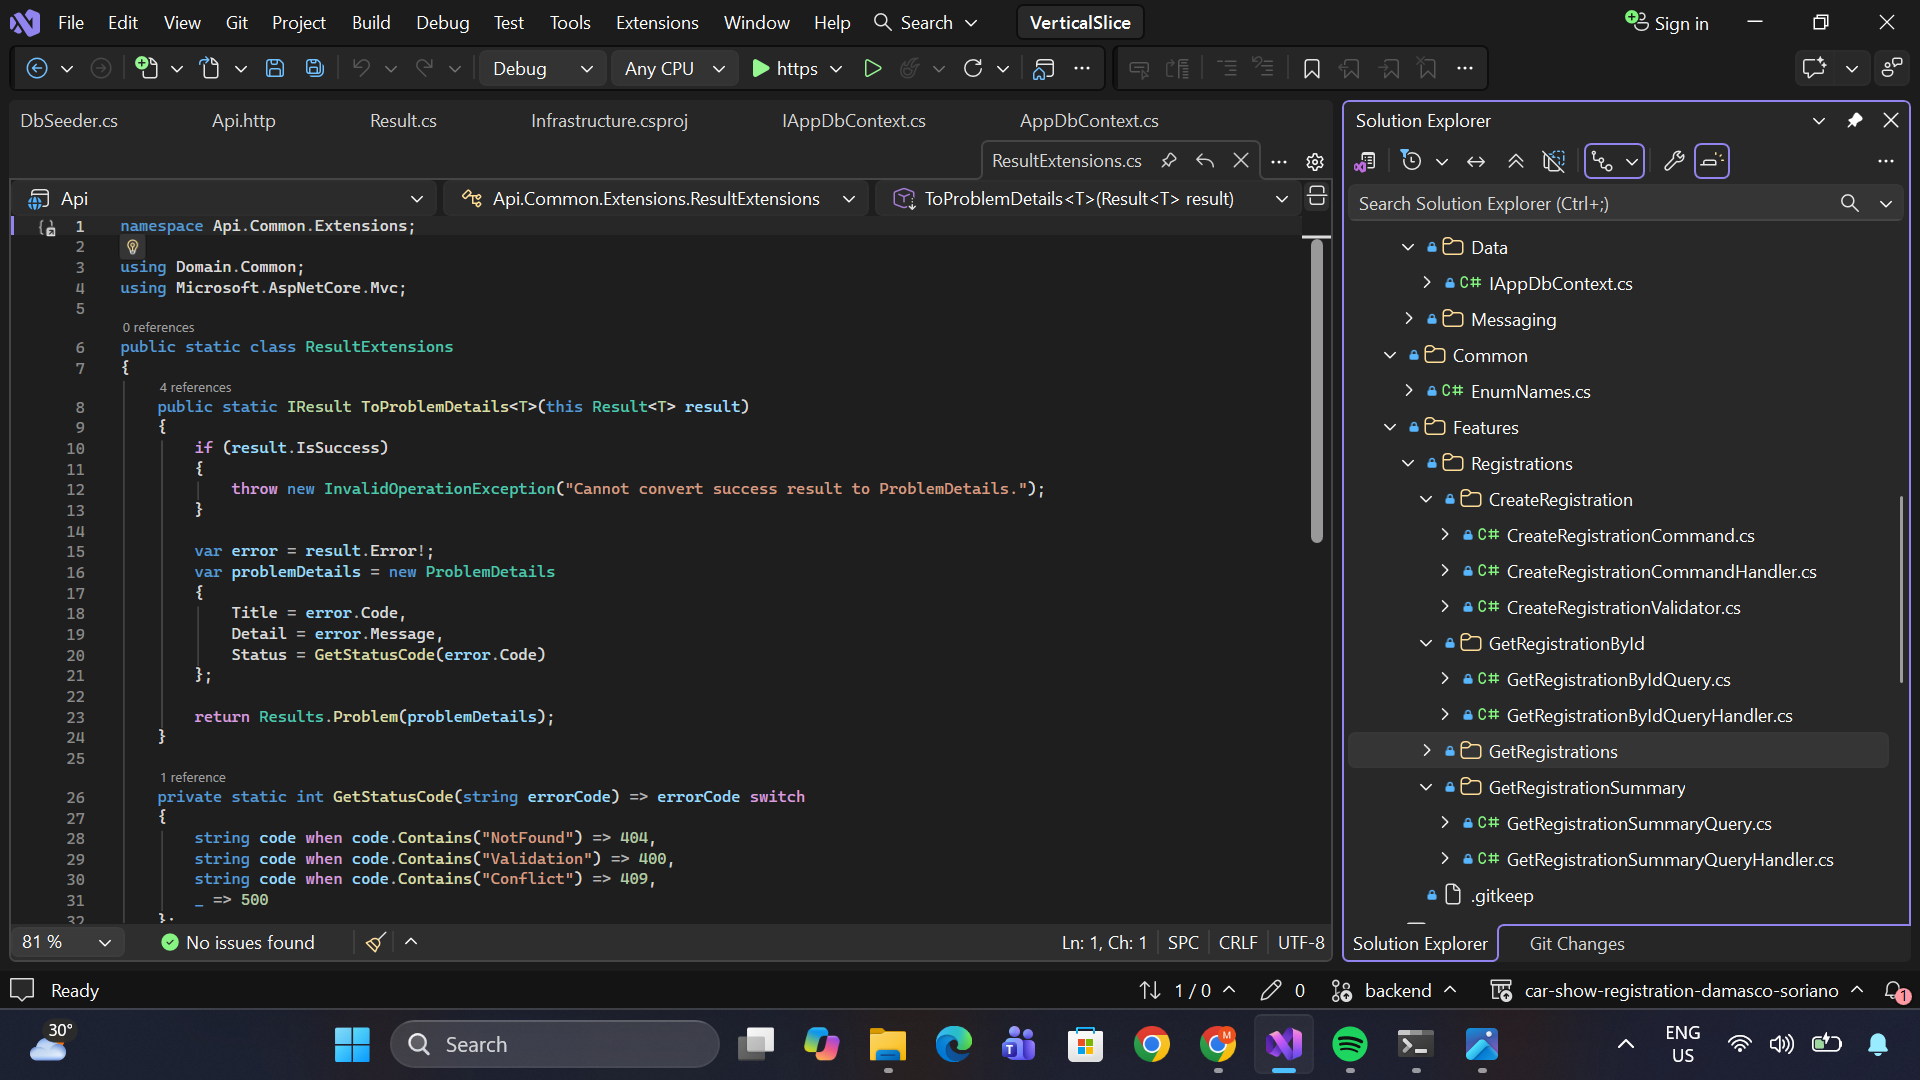 File Edit View Git Project Build Debug Test Tools Extensions Window Help Search VerticalSlice Sign in
Debug Any CPU https
DbSeeder.cs Api.http Result.cs Infrastructure.csproj IAppDbContext.cs AppDbContext.cs
ResultExtensions.cs
Api Api.Common.Extensions.ResultExtensions ToProblemDetails<T>(Result<T> result)
1 namespace Api.Common.Extensions;
2
3 using Domain.Common;
4 using Microsoft.AspNetCore.Mvc;
5
0 references
6 public static class ResultExtensions
7 {
4 references
8 public static IResult ToProblemDetails<T>(this Result<T> result)
9 {
10 if (result.IsSuccess)
11 {
12 throw new InvalidOperationException("Cannot convert success result to ProblemDetails.");
13 }
14
15 var error = result.Error!;
16 var problemDetails = new ProblemDetails
17 {
18 Title = error.Code,
19 Detail = error.Message,
20 Status = GetStatusCode(error.Code)
21 };
22
23 return Results.Problem(problemDetails);
24 }
25
1 reference
26 private static int GetStatusCode(string errorCode) => errorCode switch
27 {
28 string code when code.Contains("NotFound") => 404,
29 string code when code.Contains("Validation") => 400,
30 string code when code.Contains("Conflict") => 409,
31 _ => 500
32 };
81 % No issues found Ln: 1, Ch: 1 SPC CRLF UTF-8
Solution Explorer
Search Solution Explorer (Ctrl+;)
Data
C# IAppDbContext.cs
Messaging
Common
C# EnumNames.cs
Features
Registrations
CreateRegistration
C# CreateRegistrationCommand.cs
C# CreateRegistrationCommandHandler.cs
C# CreateRegistrationValidator.cs
GetRegistrationById
C# GetRegistrationByIdQuery.cs
C# GetRegistrationByIdQueryHandler.cs
GetRegistrations
GetRegistrationSummary
C# GetRegistrationSummaryQuery.cs
C# GetRegistrationSummaryQueryHandler.cs
.gitkeep
Solution Explorer Git Changes
Ready 1 / 0 0 backend car-show-registration-damasco-soriano 1
30° Search M T ENG
US